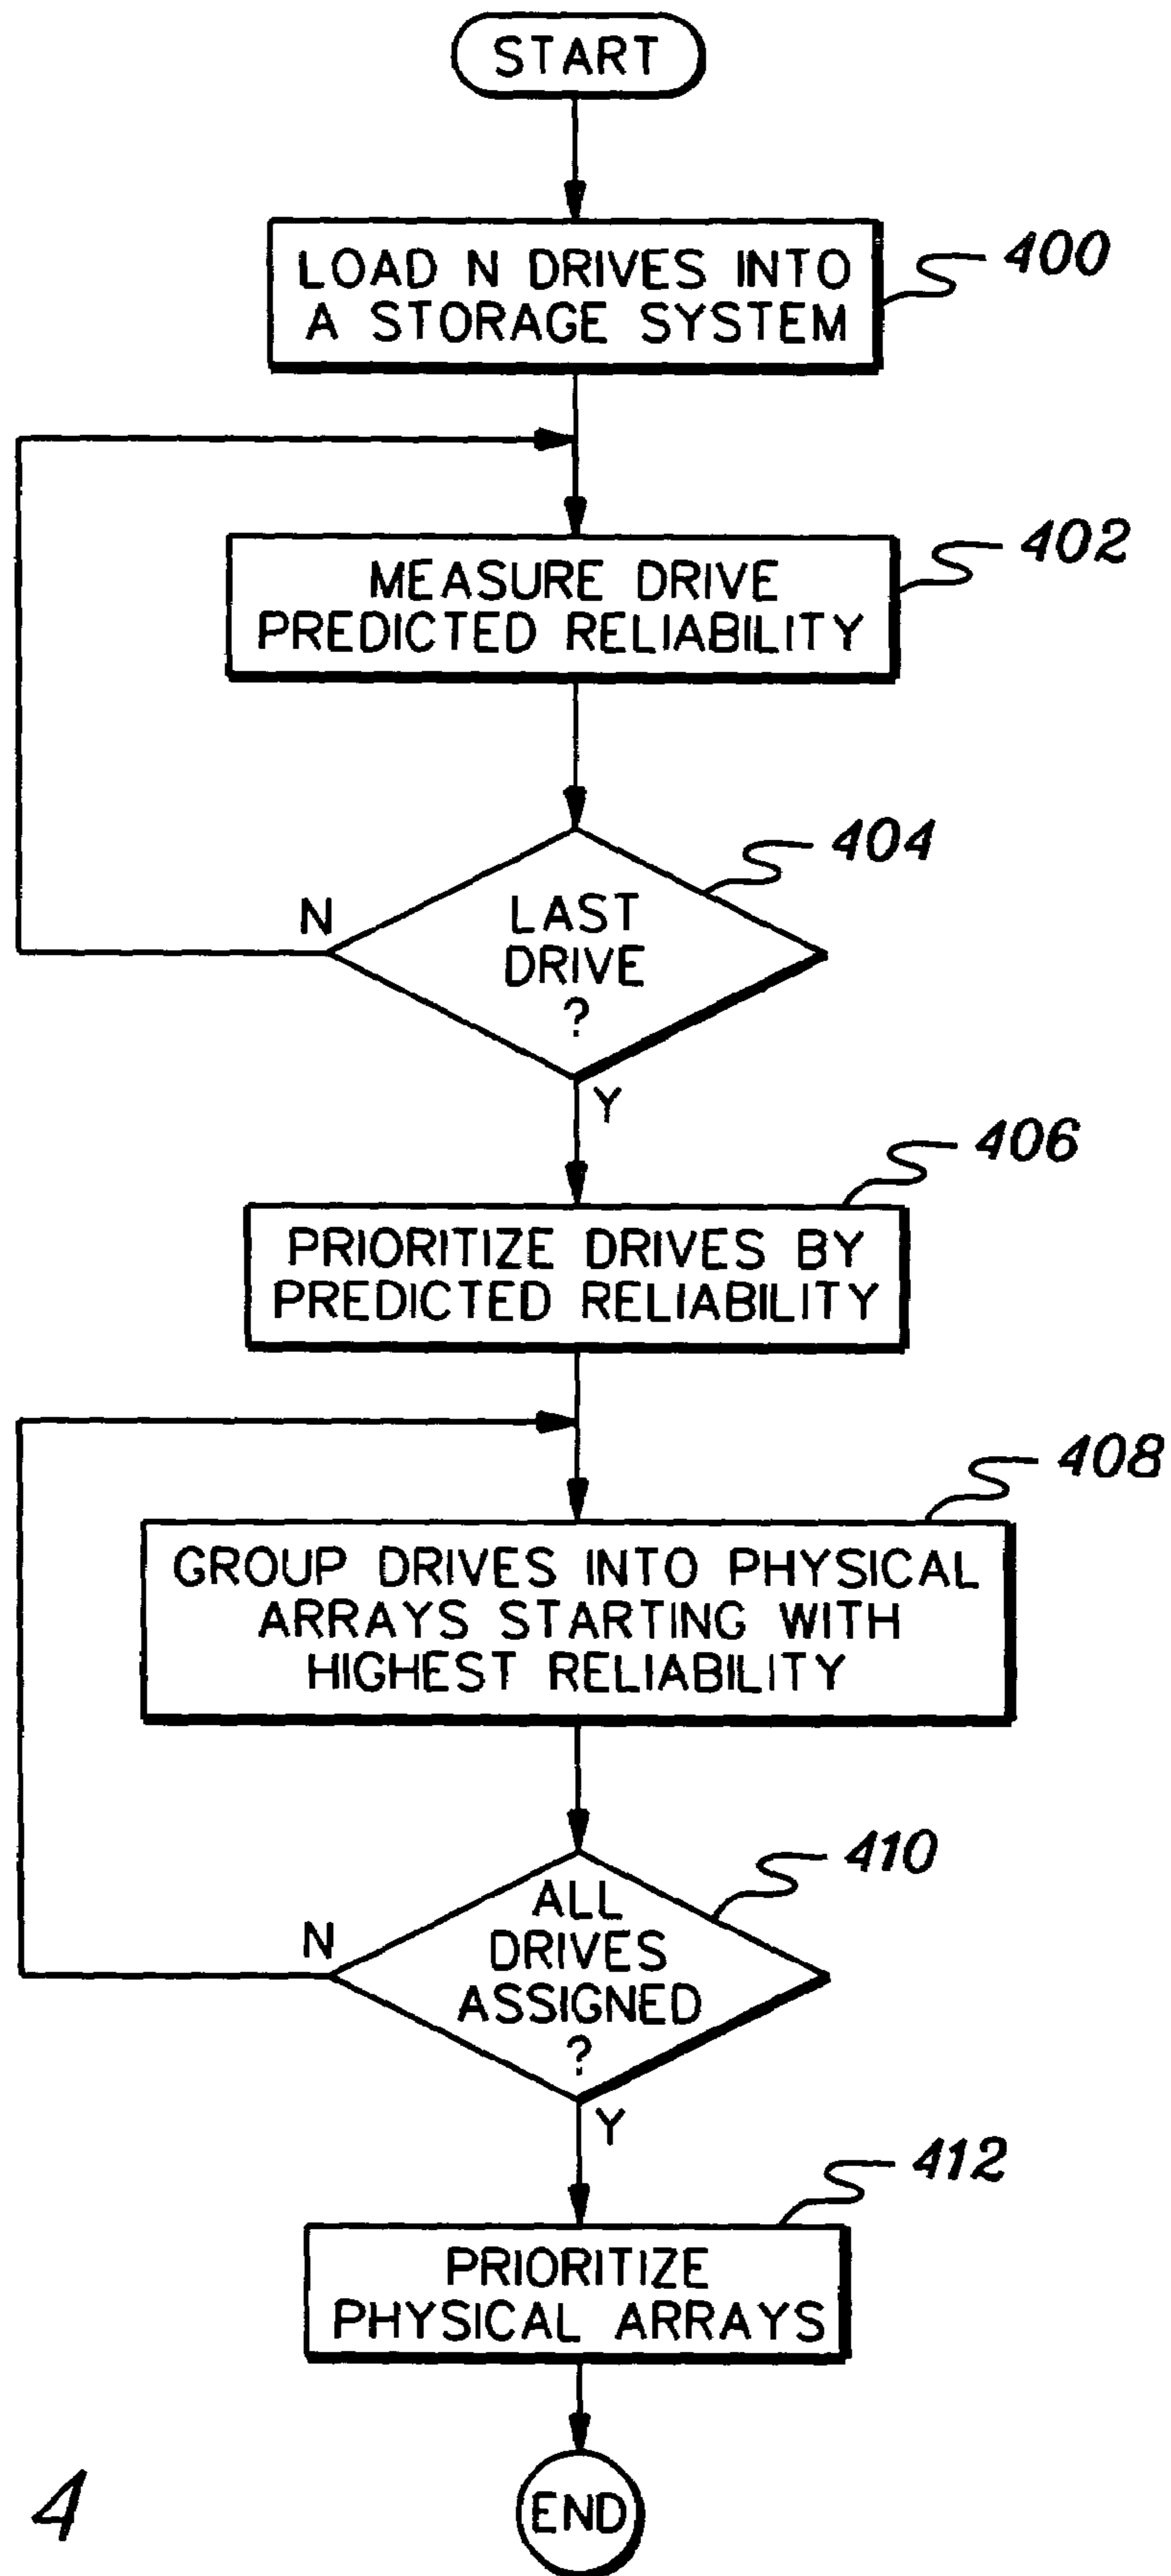 START
LOAD N DRIVES INTO
A STORAGE SYSTEM
400
MEASURE DRIVE
PREDICTED RELIABILITY
402
LAST
DRIVE
?
404
N
Y
PRIORITIZE DRIVES BY
PREDICTED RELIABILITY
406
GROUP DRIVES INTO PHYSICAL
ARRAYS STARTING WITH
HIGHEST RELIABILITY
408
ALL
DRIVES
ASSIGNED
?
410
N
Y
PRIORITIZE
PHYSICAL ARRAYS
412
END
4